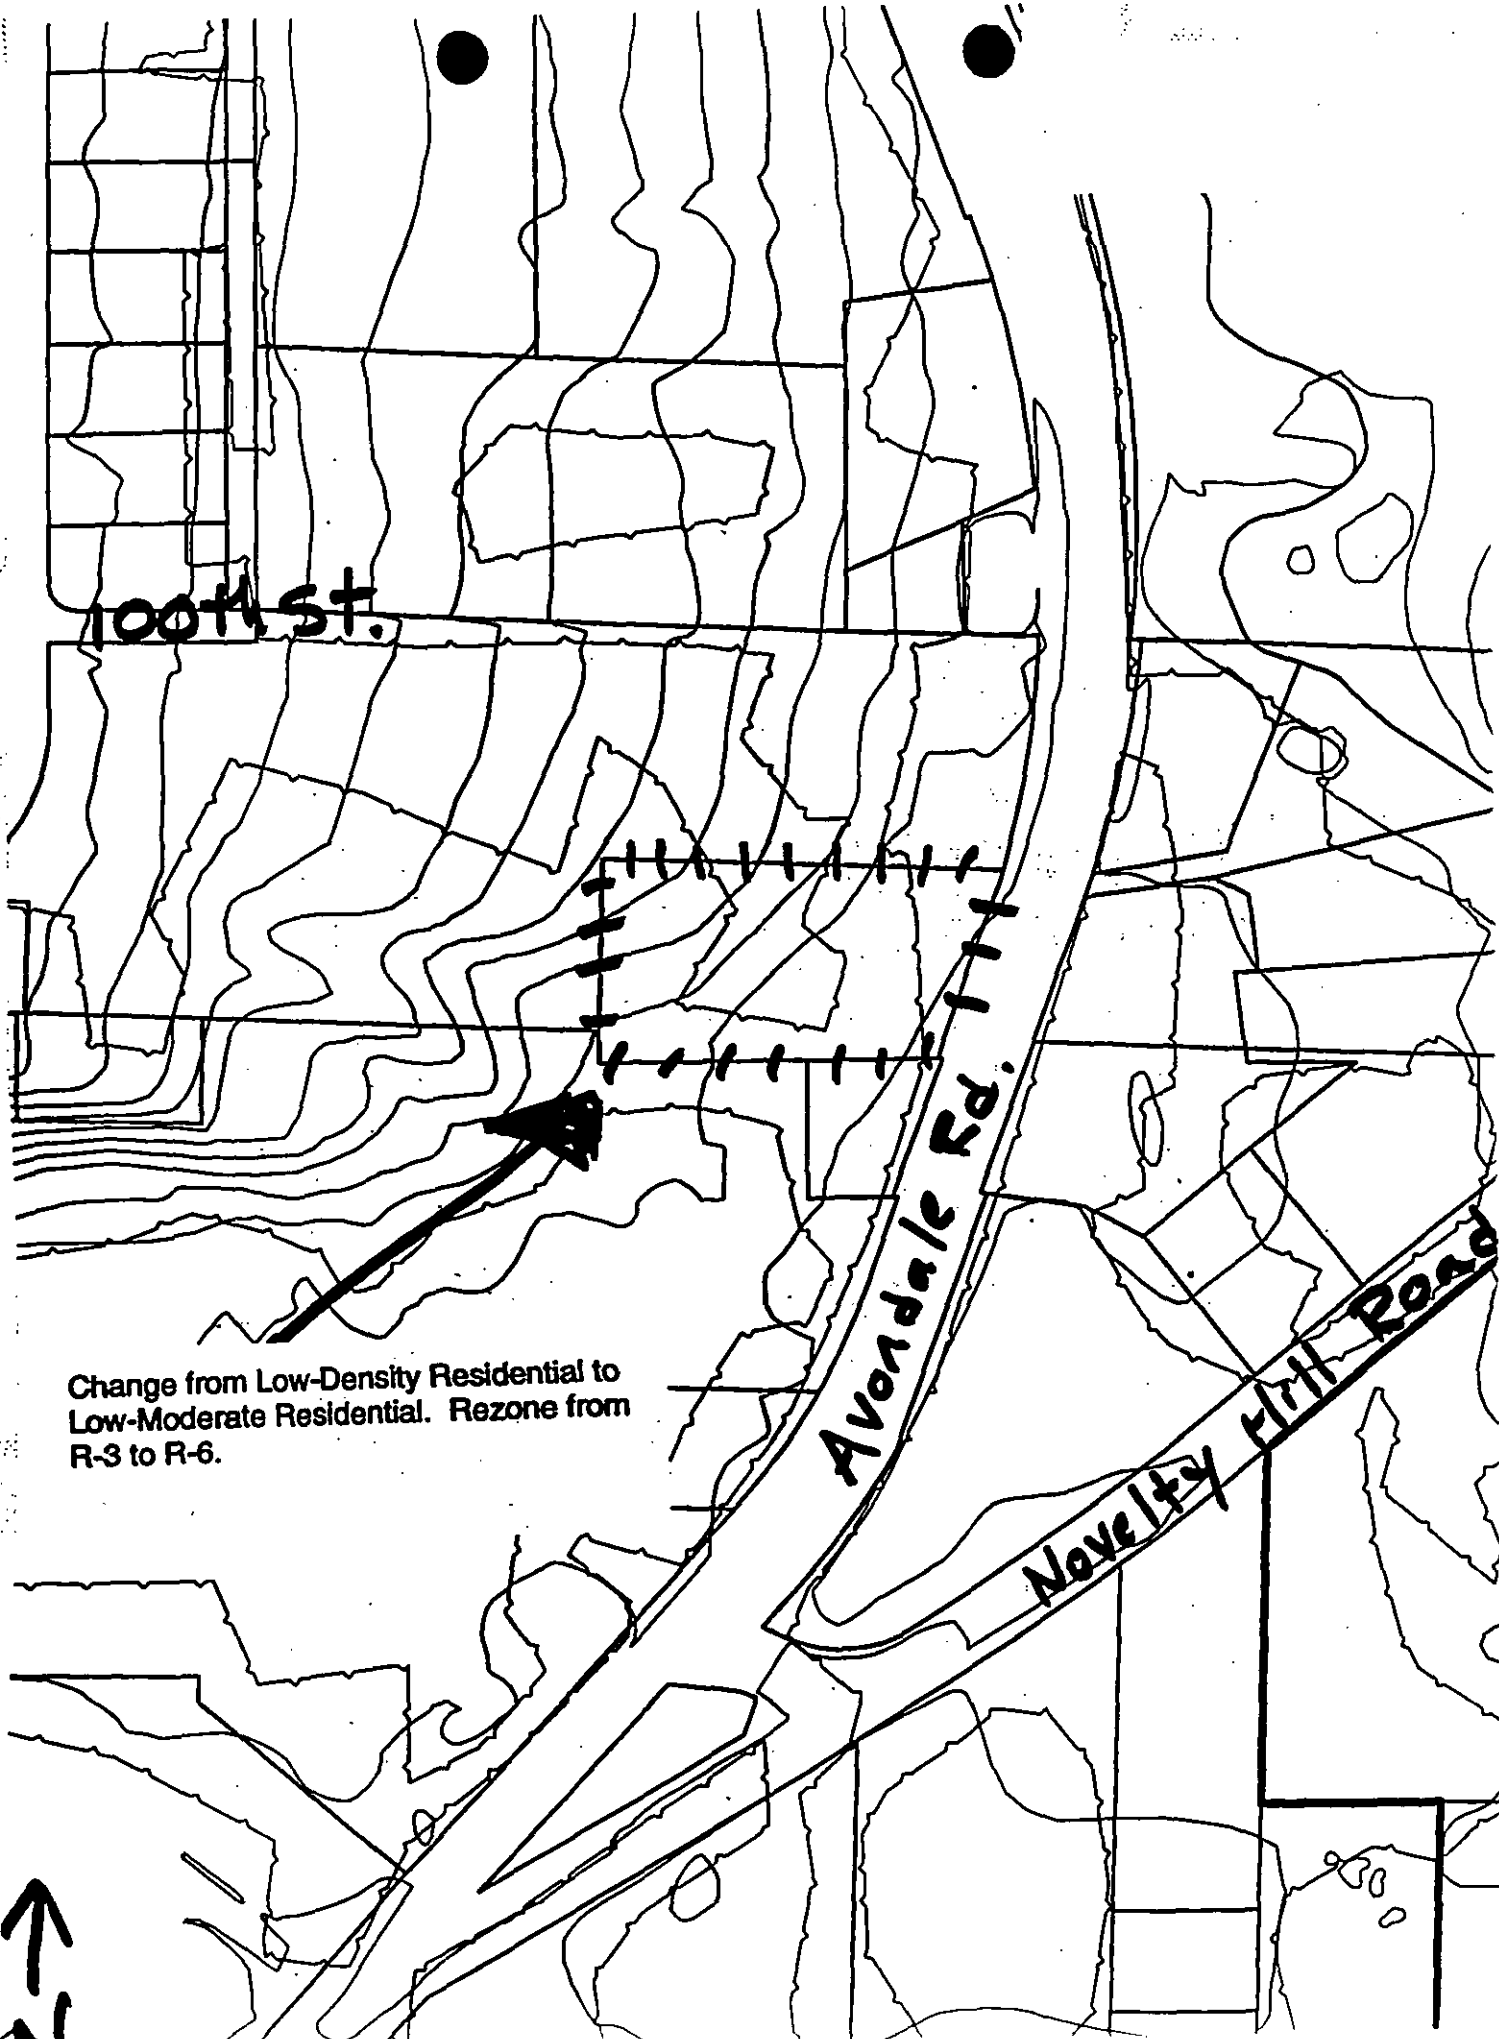 100th St.
Avondale Rd.
Novelty Hill Road
Change from Low-Density Residential to
Low-Moderate Residential. Rezone from
R-3 to R-6.
N